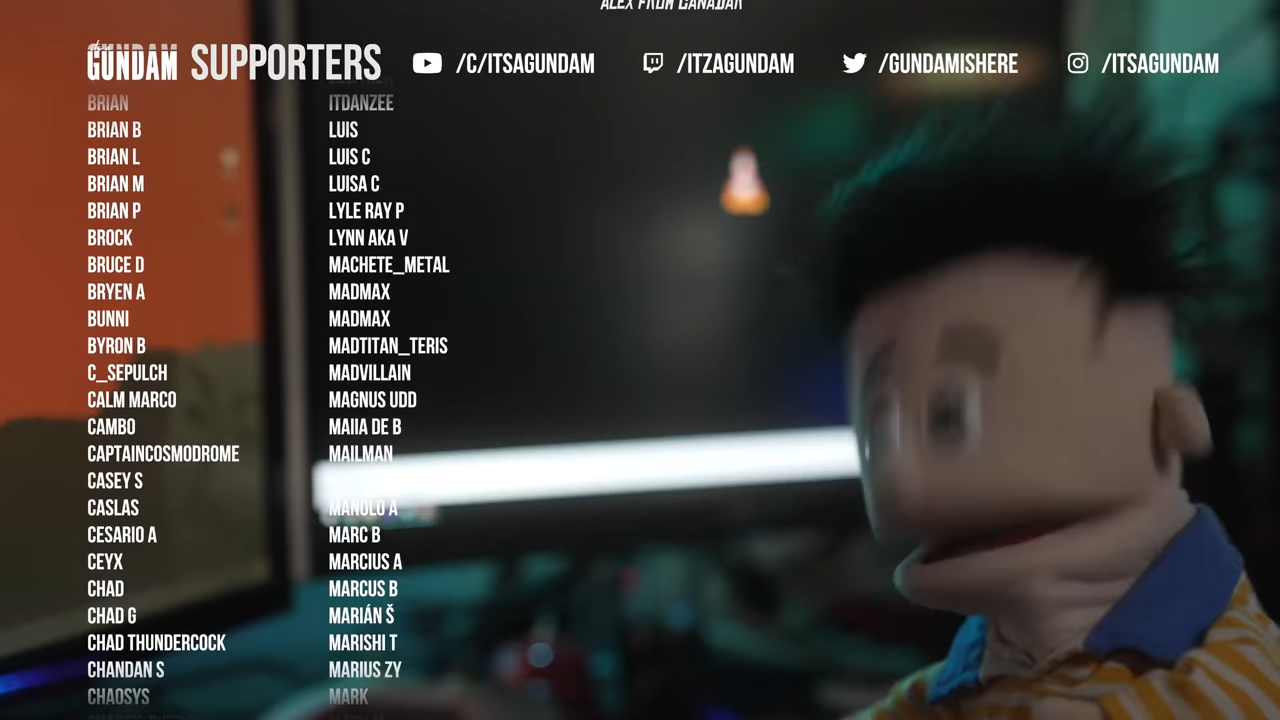 ALEX FROM CANADAR
GUNDAM SUPPORTERS
/C/ITSAGUNDAM
/ITZAGUNDAM
/GUNDAMISHERE
/ITSAGUNDAM
BRIAN
BRIAN B
BRIAN L
BRIAN M
BRIAN P
BROCK
BRUCE D
BRYEN A
BUNNI
BYRON B
C_SEPULCH
CALM MARCO
CAMBO
CAPTAINCOSMODROME
CASEY S
CASLAS
CESARIO A
CEYX
CHAD
CHAD G
CHAD THUNDERCOCK
CHANDAN S
CHAOSYS
ITDANZEE
LUIS
LUIS C
LUISA C
LYLE RAY P
LYNN AKA V
MACHETE_METAL
MADMAX
MADMAX
MADTITAN_TERIS
MADVILLAIN
MAGNUS UDD
MAIIA DE B
MAILMAN
MANOLO A
MARC B
MARCIUS A
MARCUS B
MARIÁN Š
MARISHI T
MARIUS ZY
MARK